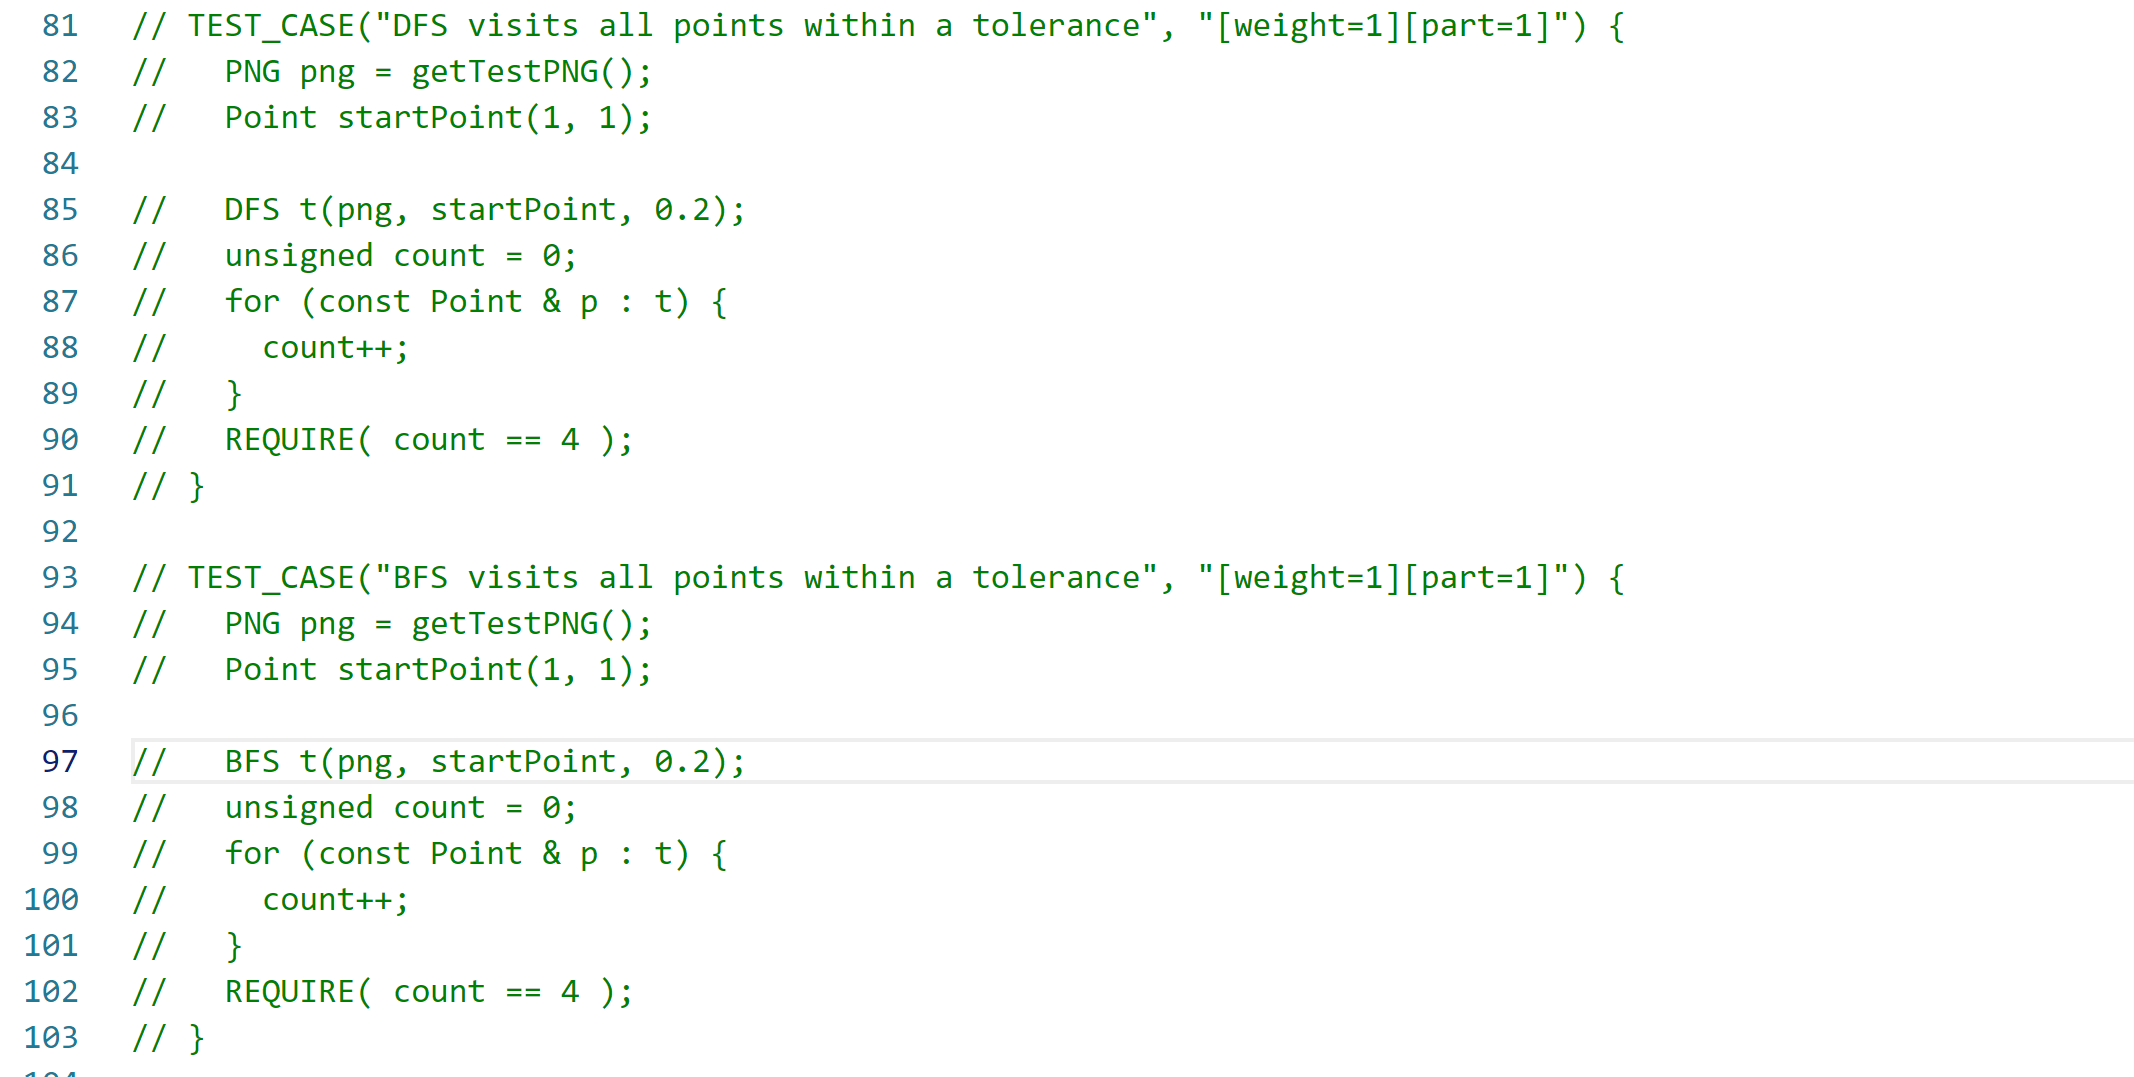 81 // TEST_CASE("DFS visits all points within a tolerance", "[weight=1][part=1]") {
82 //   PNG png = getTestPNG();
83 //   Point startPoint(1, 1);
84
85 //   DFS t(png, startPoint, 0.2);
86 //   unsigned count = 0;
87 //   for (const Point & p : t) {
88 //     count++;
89 //   }
90 //   REQUIRE( count == 4 );
91 // }
92
93 // TEST_CASE("BFS visits all points within a tolerance", "[weight=1][part=1]") {
94 //   PNG png = getTestPNG();
95 //   Point startPoint(1, 1);
96
97 //   BFS t(png, startPoint, 0.2);
98 //   unsigned count = 0;
99 //   for (const Point & p : t) {
100 //     count++;
101 //   }
102 //   REQUIRE( count == 4 );
103 // }